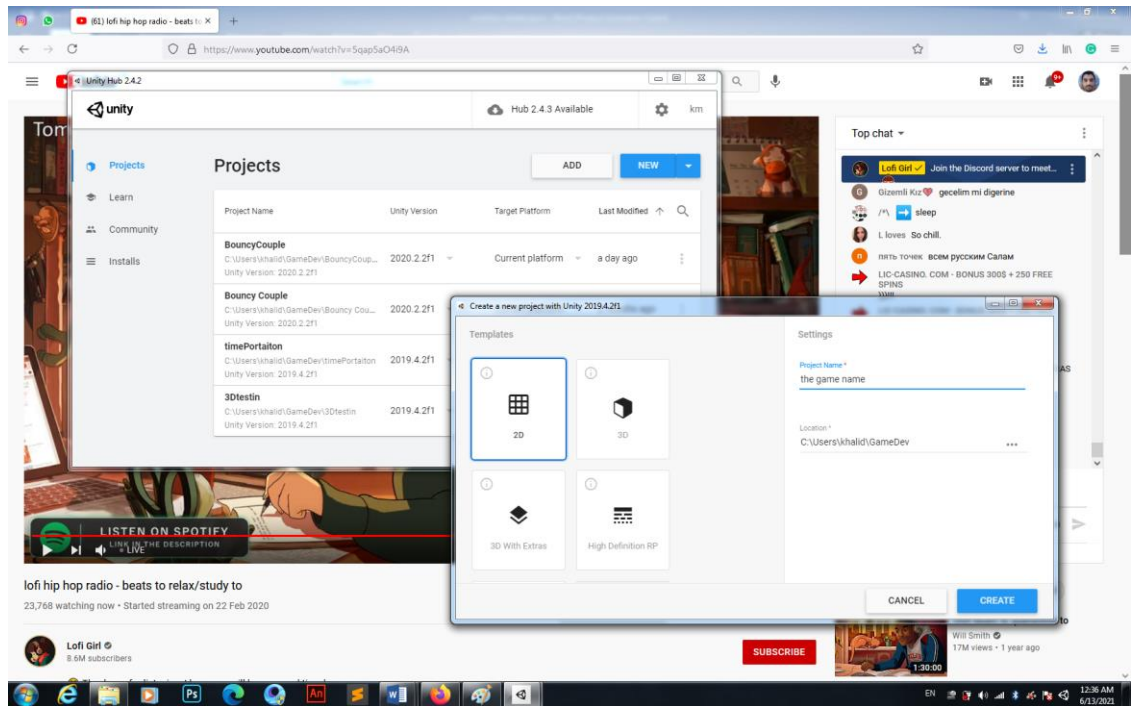 (61) lofi hip hop radio - beats to
https://www.youtube.com/watch?v=5qap5aO4i9A
Unity Hub 2.4.2
unity
Hub 2.4.3 Available
km
Projects
Learn
Community
Installs
Projects
ADD
NEW
Project Name
Unity Version
Target Platform
Last Modified
BouncyCouple
C:\Users\khalid\GameDev\BouncyCoup...
Unity Version: 2020.2.2f1
2020.2.2f1
Current platform
a day ago
Bouncy Couple
C:\Users\khalid\GameDev\Bouncy Cou...
Unity Version: 2020.2.2f1
2020.2.2f1
timePortaiton
C:\Users\khalid\GameDev\timePortaiton
Unity Version: 2019.4.2f1
2019.4.2f1
3Dtestin
C:\Users\khalid\GameDev\3Dtestin
Unity Version: 2019.4.2f1
2019.4.2f1
Create a new project with Unity 2019.4.2f1
Templates
2D
3D
3D With Extras
High Definition RP
Settings
Project Name *
the game name
Location *
C:\Users\khalid\GameDev
...
CANCEL
CREATE
Tom
Top chat
9+
Lofi Girl Join the Discord server to meet...
G Gizemli Kız gecelim mi digerine
/*\ sleep
L loves So chill.
п пять точек всем русским Салам
LIC-CASINO. COM - BONUS 300$ + 250 FREE
SPINS
AS
LISTEN ON SPOTIFY
LINK IN THE DESCRIPTION
LIVE
lofi hip hop radio - beats to relax/study to
23,768 watching now • Started streaming on 22 Feb 2020
Lofi Girl
8.6M subscribers
SUBSCRIBE
to
Will Smith
17M views • 1 year ago
1:30:00
Ps
An
W
EN
12:36 AM
6/13/2021